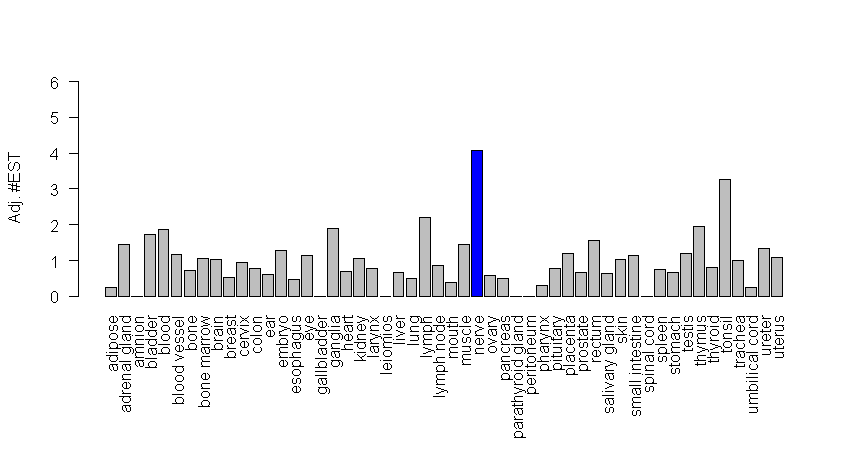 Adj. #EST
6
5
4
3
2
1
0
adipose
adrenal gland
amnion
bladder
blood
blood vessel
bone
bone marrow
brain
breast
cervix
colon
ear
embryo
esophagus
eye
gallbladder
ganglia
heart
kidney
larynx
leiomios
liver
lung
lymph
lymph node
mouth
muscle
nerve
ovary
pancreas
parathyroid gland
peritoneum
pharynx
pituitary
placenta
prostate
rectum
salivary gland
skin
small intestine
spinal cord
spleen
stomach
testis
thymus
thyroid
tonsil
trachea
umbilical cord
ureter
uterus